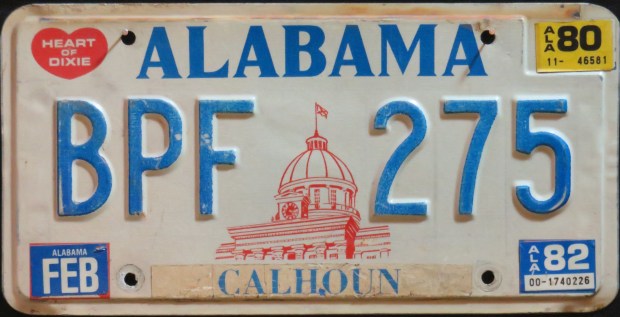 HEART
OF
DIXIE
ALABAMA
ALA 80
11- 46581
BPF 275
ALABAMA
FEB
CALHOUN
ALA 82
00-1740226